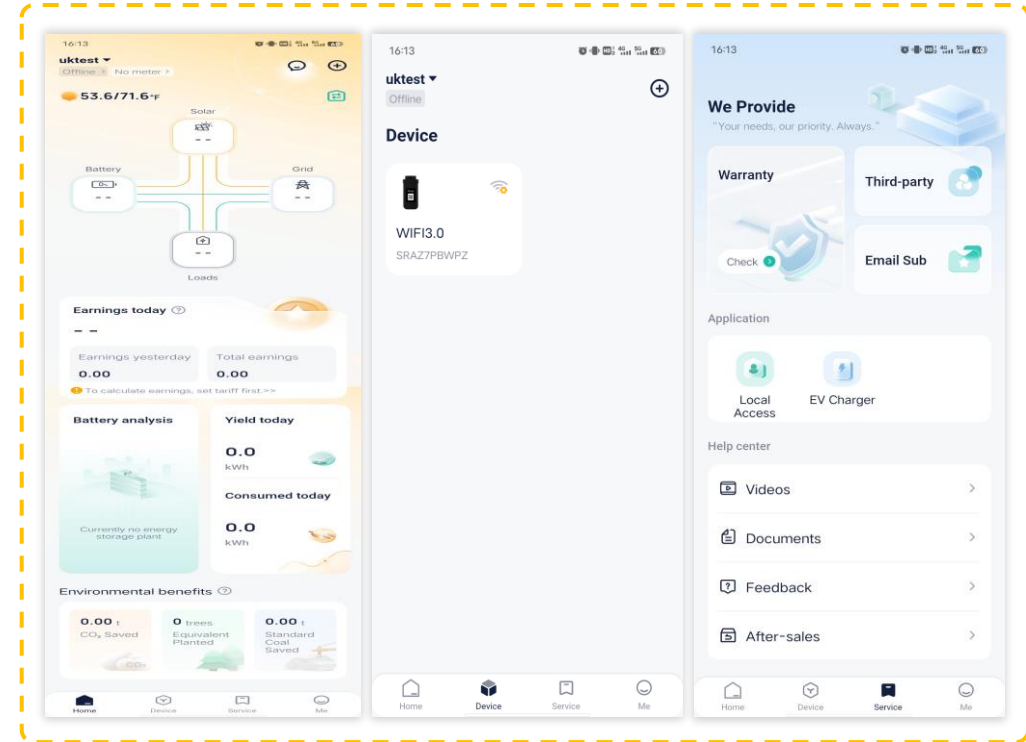 16:13
uktest
Offline > No meter >
53.6/71.6°F
Solar
--
Battery
Grid
--
--
--
Loads
Earnings today
--
Earnings yesterday
Total earnings
0.00
0.00
To calculate earnings, set tariff first.>>
Battery analysis
Currently no energy
storage plant
Yield today
0.0
kWh
Consumed today
0.0
kWh
Environmental benefits
0.00 t
CO₂ Saved
0 trees
Equivalent
Planted
0.00 t
Standard
Coal
Saved
Home
Device
Service
Me
16:13
uktest
Offline
Device
WIFI3.0
SRAZ7PBWPZ
Home
Device
Service
Me
16:13
We Provide
"Your needs, our priority. Always."
Warranty
Check
Third-party
Email Sub
Application
Local
Access
EV Charger
Help center
Videos
Documents
Feedback
After-sales
Home
Device
Service
Me